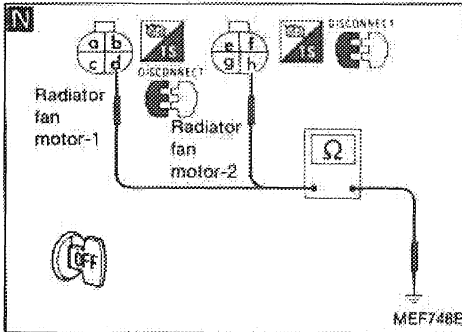 N
a b
c d
e f
g h
T.S.
T.S.
DISCONNECT
DISCONNECT
Radiator
fan
motor-1
Radiator
fan
motor-2
Ω
OFF
MEF748E